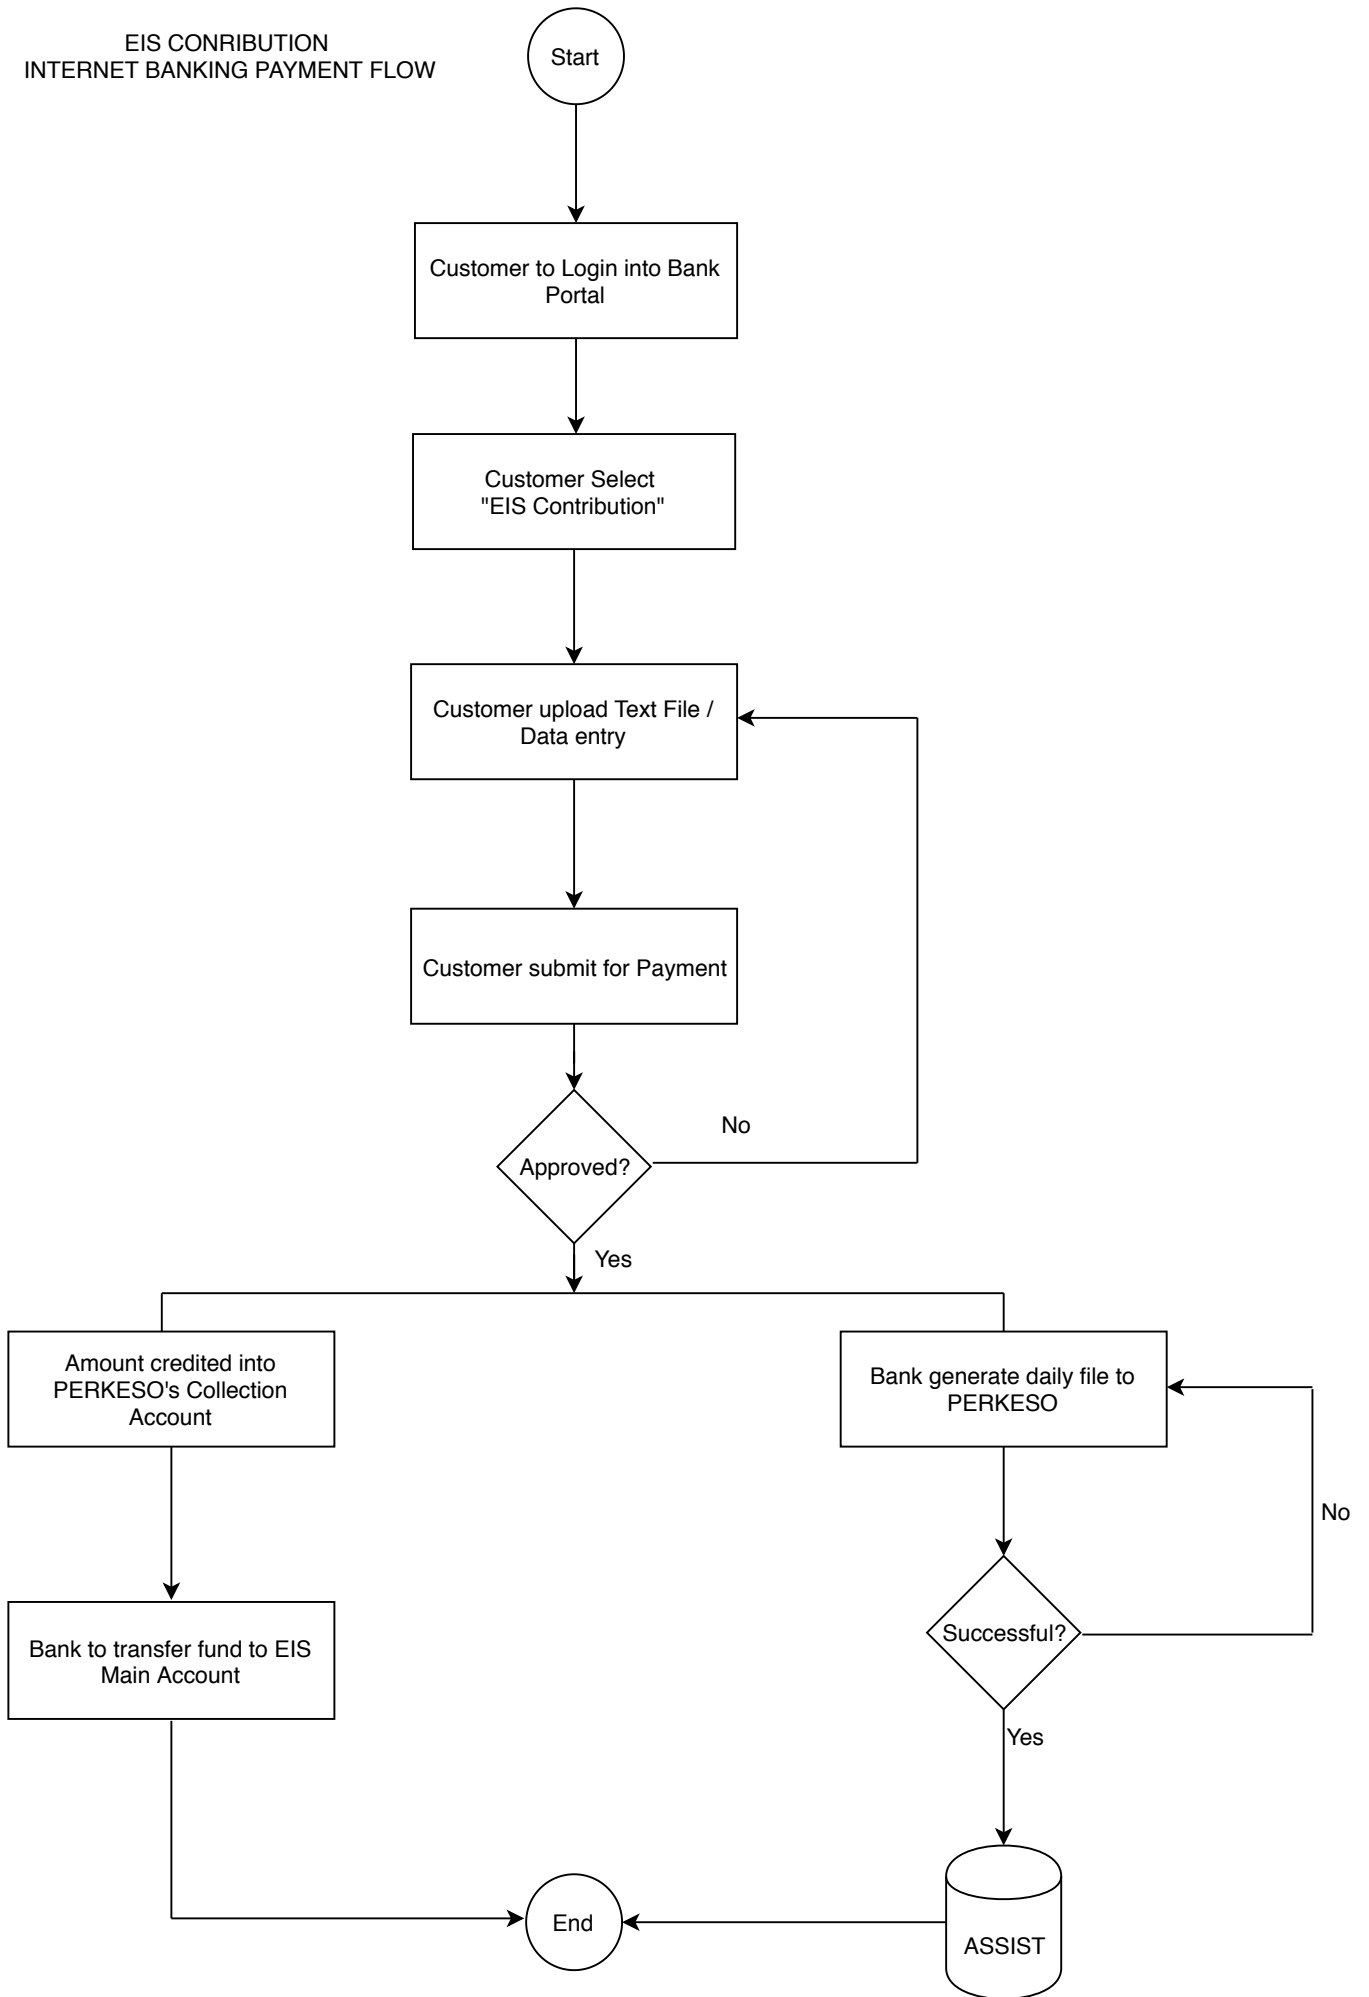 EIS CONRIBUTION
INTERNET BANKING PAYMENT FLOW
Start
Customer to Login into Bank
Portal
Customer Select
"EIS Contribution"
Customer upload Text File /
Data entry
Customer submit for Payment
No
Approved?
Yes
Amount credited into
PERKESO's Collection
Account
Bank generate daily file to
PERKESO
No
Bank to transfer fund to EIS
Main Account
Successful?
Yes
End
ASSIST